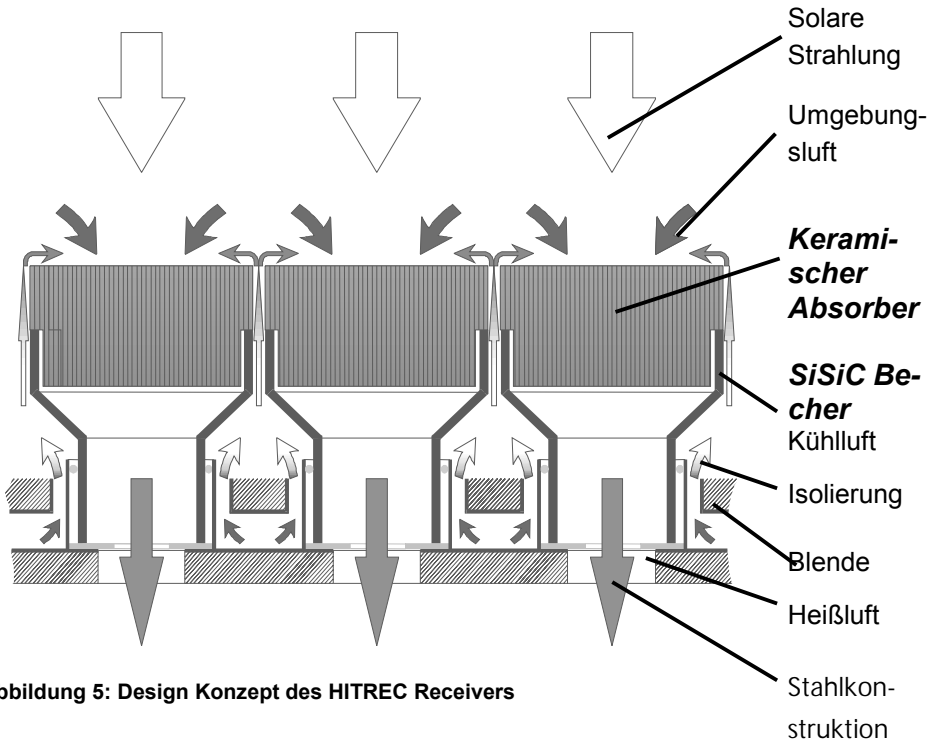 Solare
Strahlung
Umgebung-
sluft
Kerami-
scher
Absorber
SiSiC Be-
cher
Kühlluft
Isolierung
Blende
Heißluft
Stahlkon-
struktion
bbildung 5: Design Konzept des HITREC Receivers